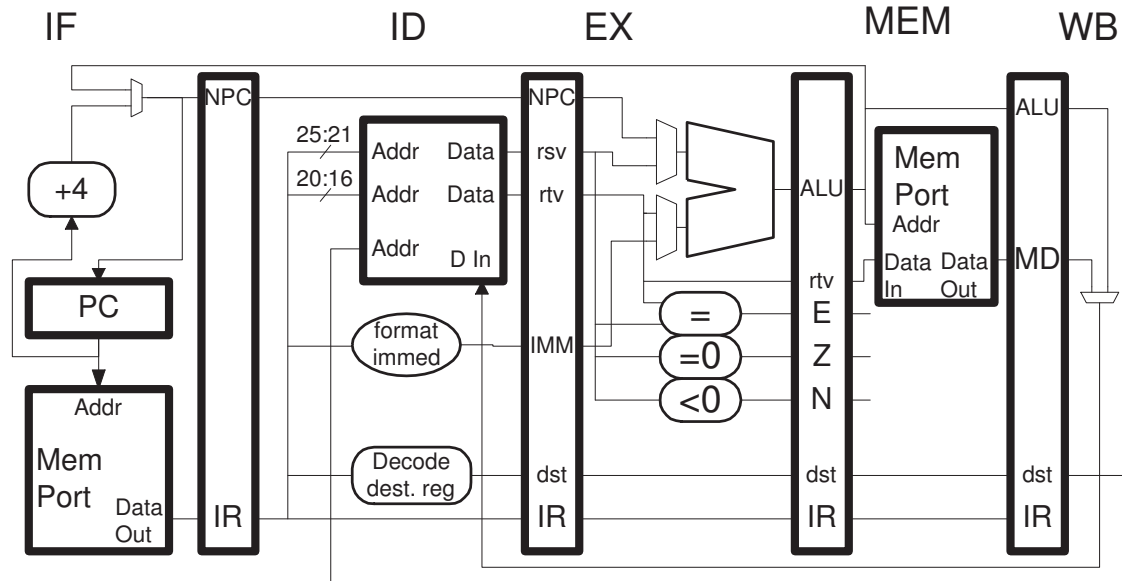 IF
ID
EX
MEM
WB
NPC
+4
PC
Addr
Mem
Port
Data
Out
IR
25:21
20:16
Addr
Data
Addr
Data
Addr
D In
format
immed
Decode
dest. reg
NPC
rsv
rtv
IMM
dst
IR
=
=0
<0
ALU
rtv
E
Z
N
dst
IR
Mem
Port
Addr
Data
In
Data
Out
ALU
MD
dst
IR